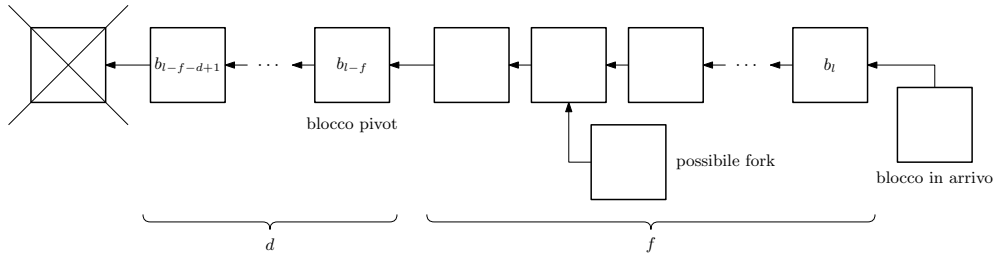 b_{l−f−d+1} ··· b_{l−f} ··· b_l
blocco pivot
possibile fork
blocco in arrivo
d f